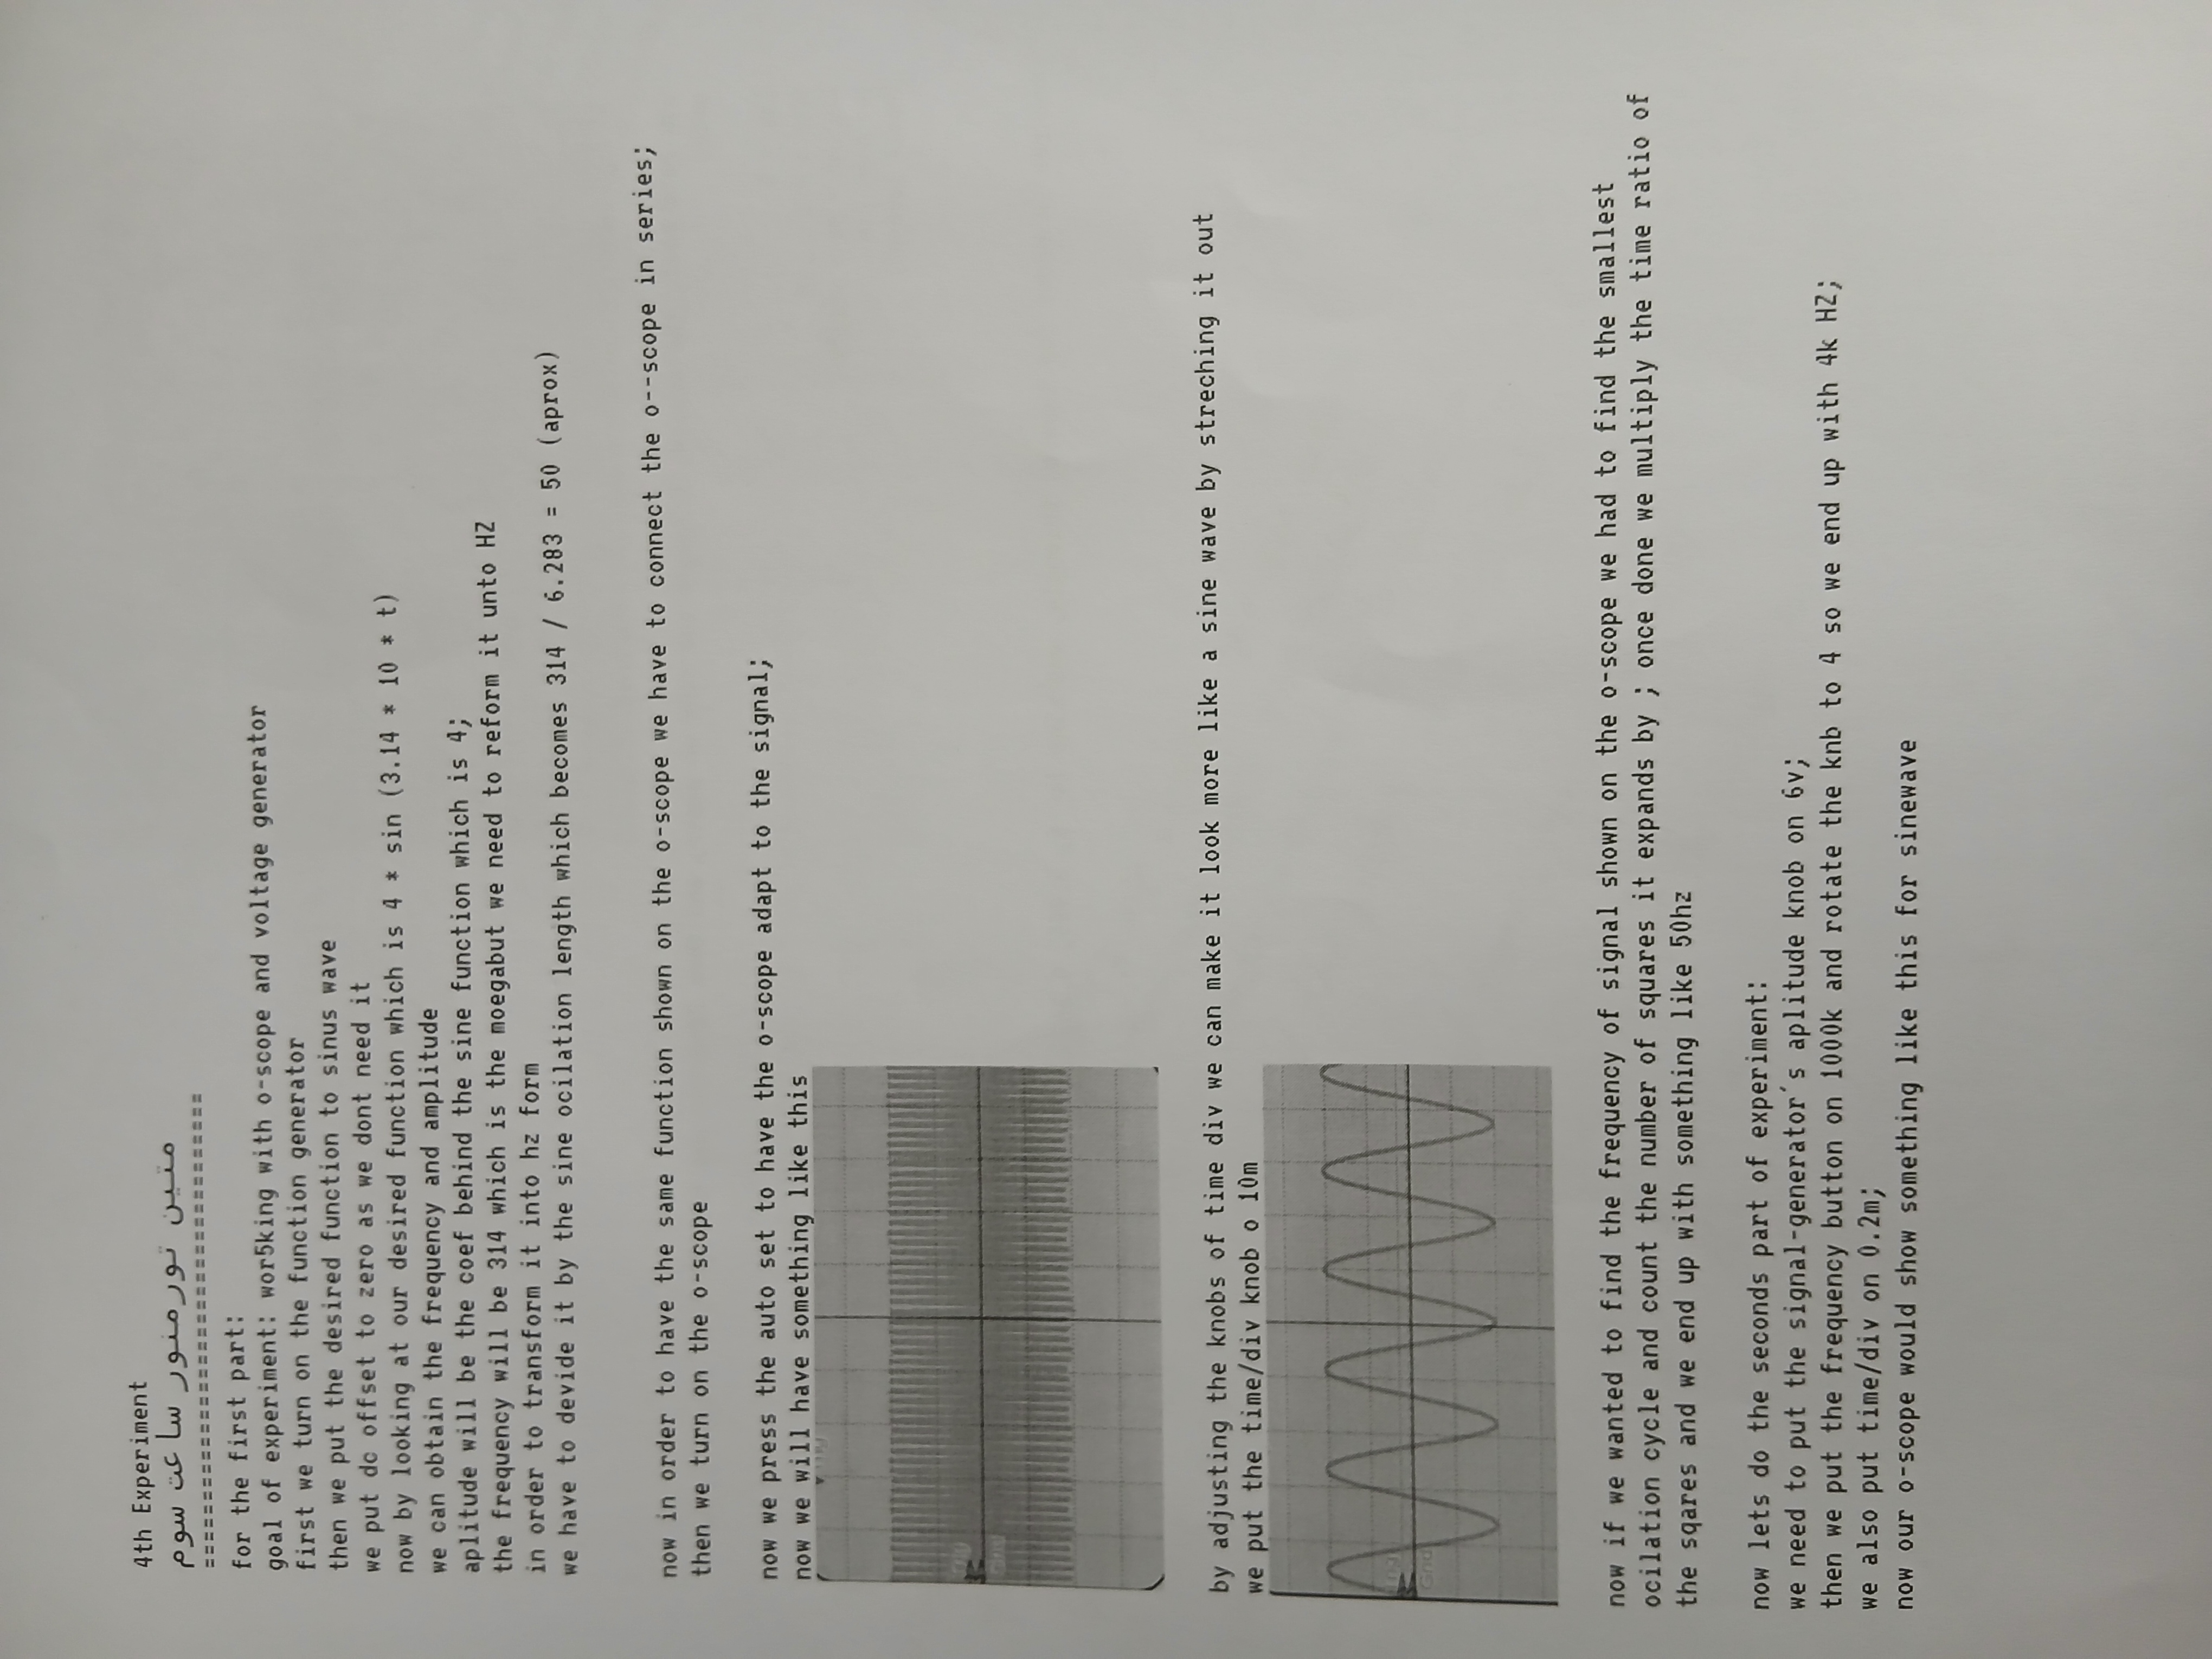 4th Experiment
متین تورمنور ساعت سوم
===================================
for the first part:
goal of experiment: wor5king with o-scope and voltage generator
first we turn on the function generator
then we put the desired function to sinus wave
we put dc offset to zero as we dont need it
now by looking at our desired function which is 4 * sin (3.14 * 10 * t)
we can obtain the frequency and amplitude
aplitude will be the coef behind the sine function which is 4;
the frequency will be 314 which is the moegabut we need to reform it unto HZ
in order to transform it into hz form
we have to devide it by the sine ocilation length which becomes 314 / 6.283 = 50 (aprox)
now in order to have the same function shown on the o-scope we have to connect the o--scope in series;
then we turn on the o-scope
now we press the auto set to have the o-scope adapt to the signal;
now we will have something like this
by adjusting the knobs of time div we can make it look more like a sine wave by streching it out
we put the time/div knob o 10m
Gnd
now if we wanted to find the frequency of signal shown on the o-scope we had to find the smallest
ocilation cycle and count the number of squares it expands by ; once done we multiply the time ratio of
the sqares and we end up with something like 50hz
now lets do the seconds part of experiment:
we need to put the signal-generator's aplitude knob on 6v;
then we put the frequency button on 1000k and rotate the knb to 4 so we end up with 4k HZ;
we also put time/div on 0.2m;
now our o-scope would show something like this for sinewave